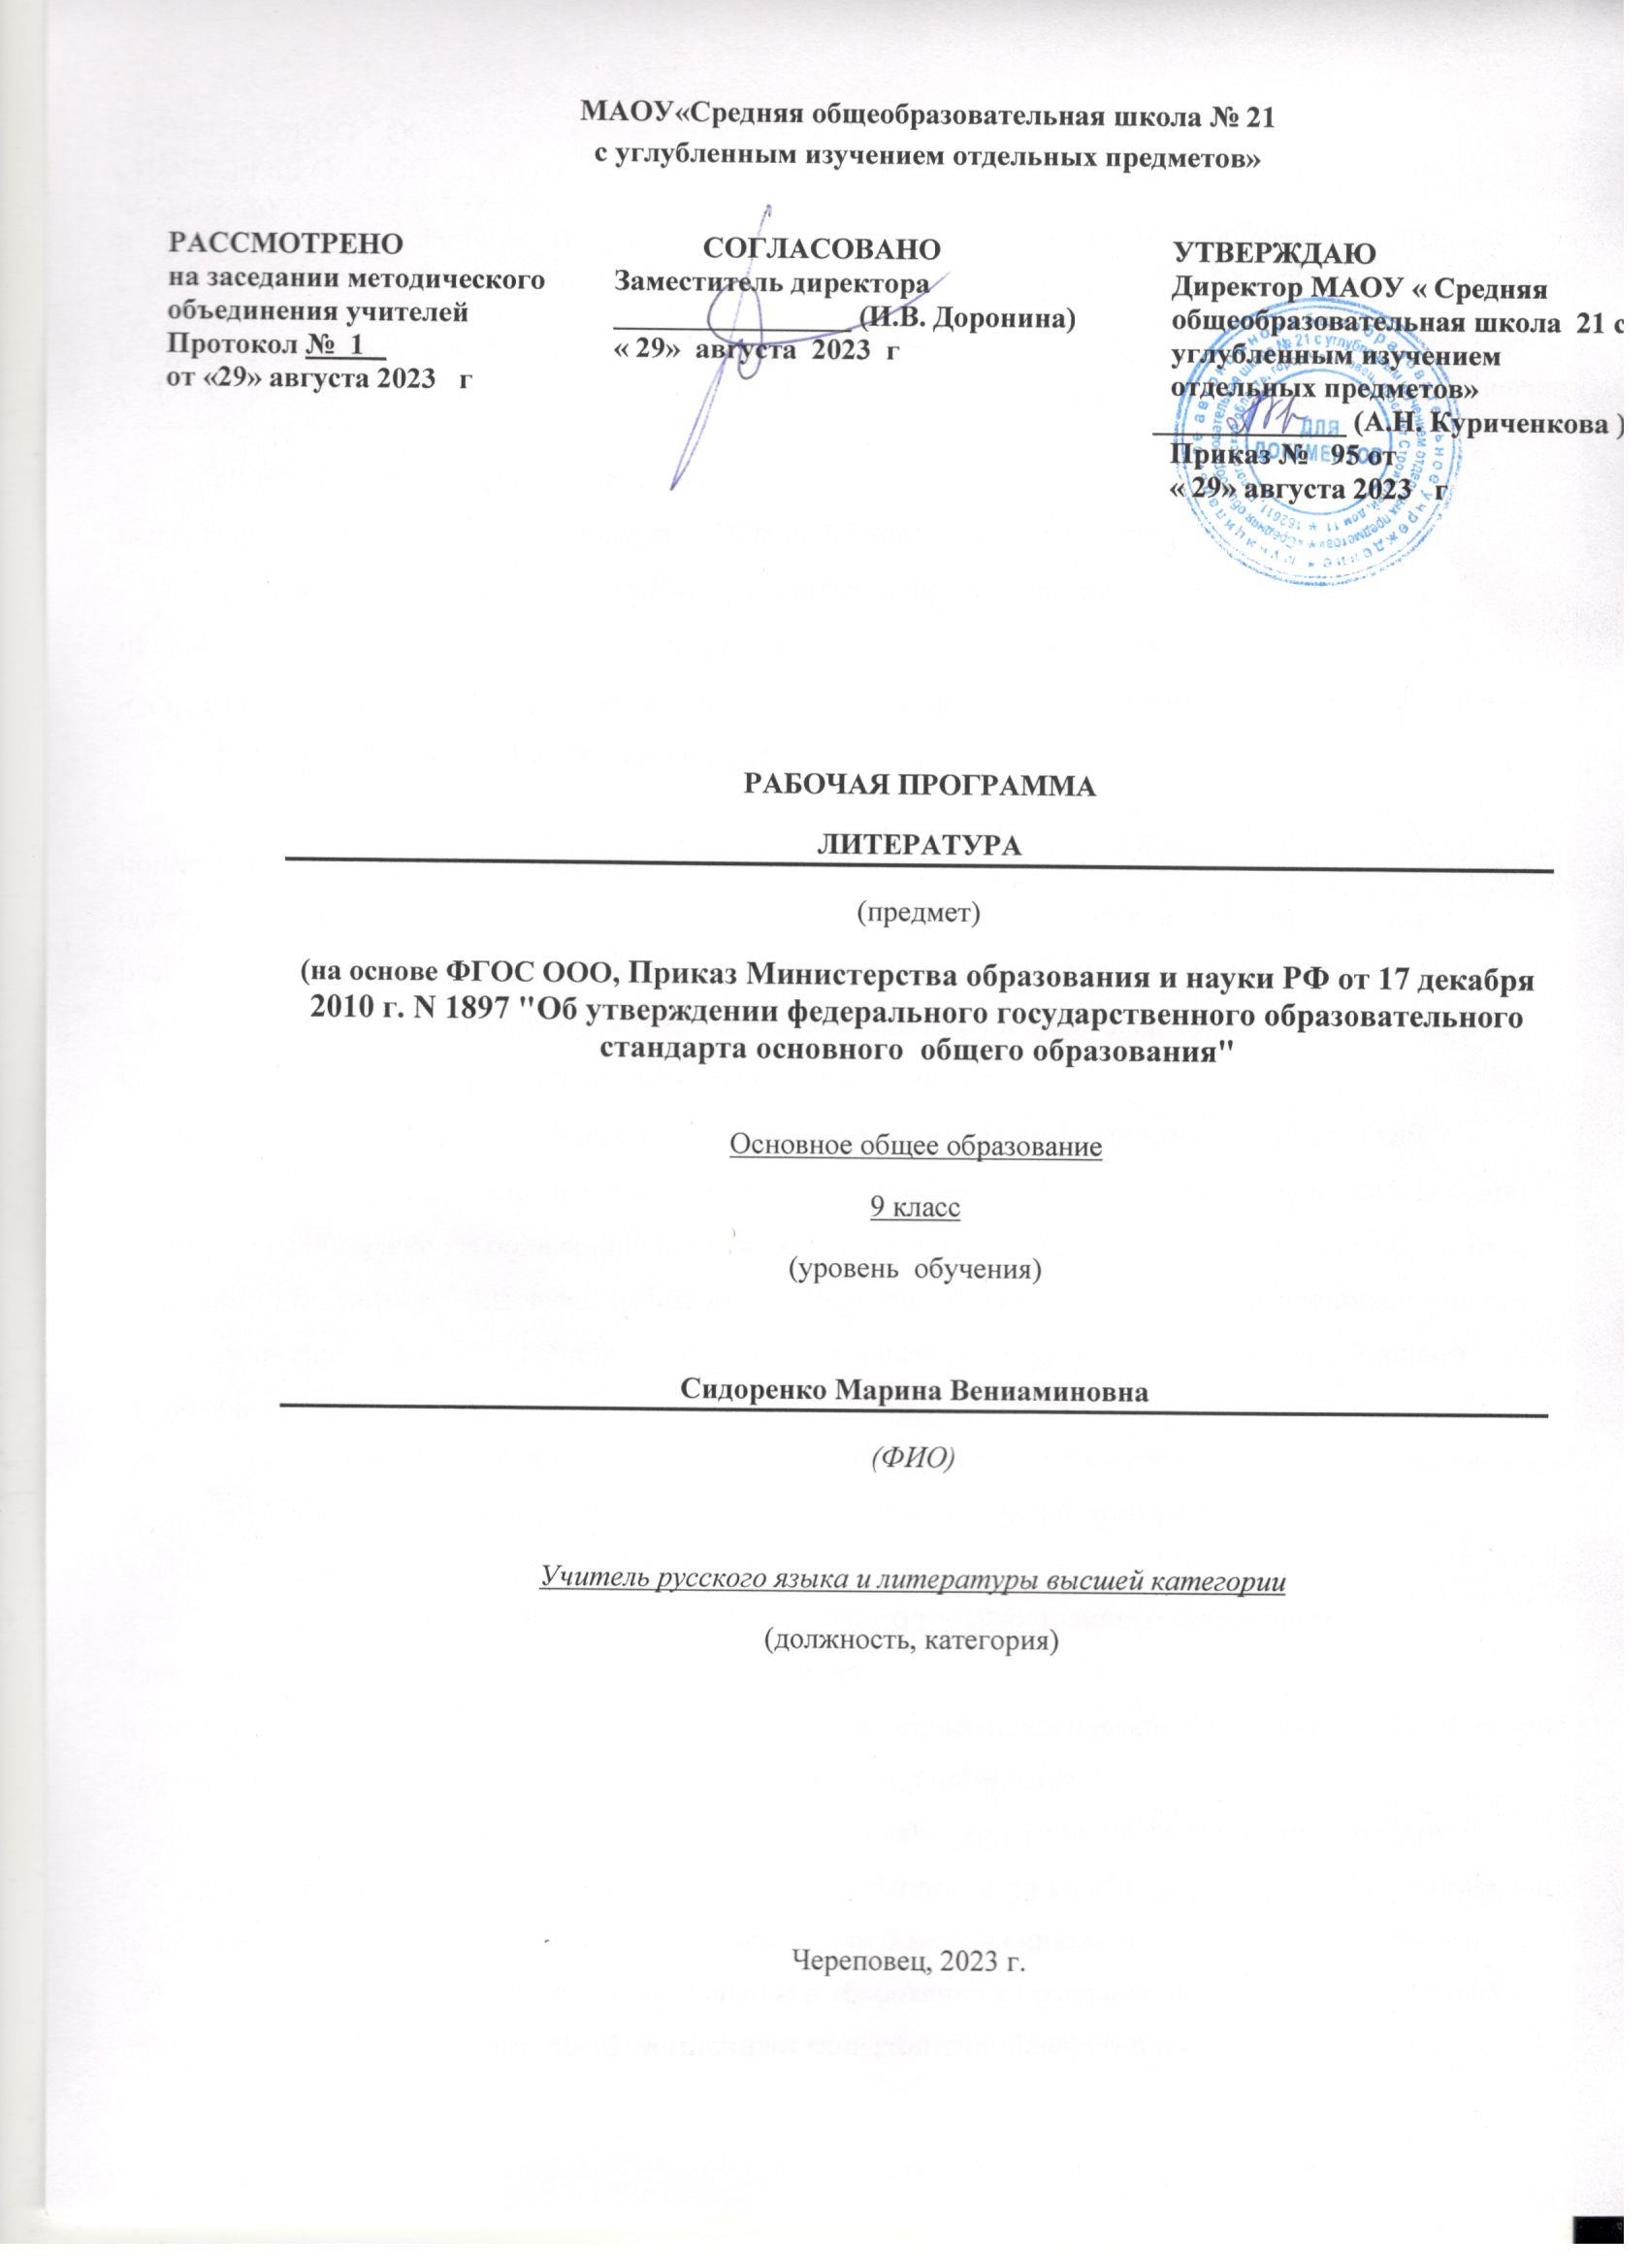 МАОУ«Средняя общеобразовательная школа № 21
с углубленным изучением отдельных предметов»
РАССМОТРЕНО
на заседании методического
объединения учителей
Протокол № 1
от «29» августа 2023 г
СОГЛАСОВАНО
Заместитель директора
(И.В. Доронина)
« 29» августа 2023 г
УТВЕРЖДАЮ
Директор МАОУ « Средняя
общеобразовательная школа 21 с
углубленным изучением
отдельных предметов»
(А.Н. Куриченкова )
Приказ № 95 от
« 29» августа 2023 г
ДЛЯ
ДОКУМЕНТОВ
РАБОЧАЯ ПРОГРАММА
ЛИТЕРАТУРА
(предмет)
(на основе ФГОС ООО, Приказ Министерства образования и науки РФ от 17 декабря
2010 г. N 1897 "Об утверждении федерального государственного образовательного
стандарта основного общего образования"
Основное общее образование
9 класс
(уровень обучения)
Сидоренко Марина Вениаминовна
(ФИО)
Учитель русского языка и литературы высшей категории
(должность, категория)
Череповец, 2023 г.